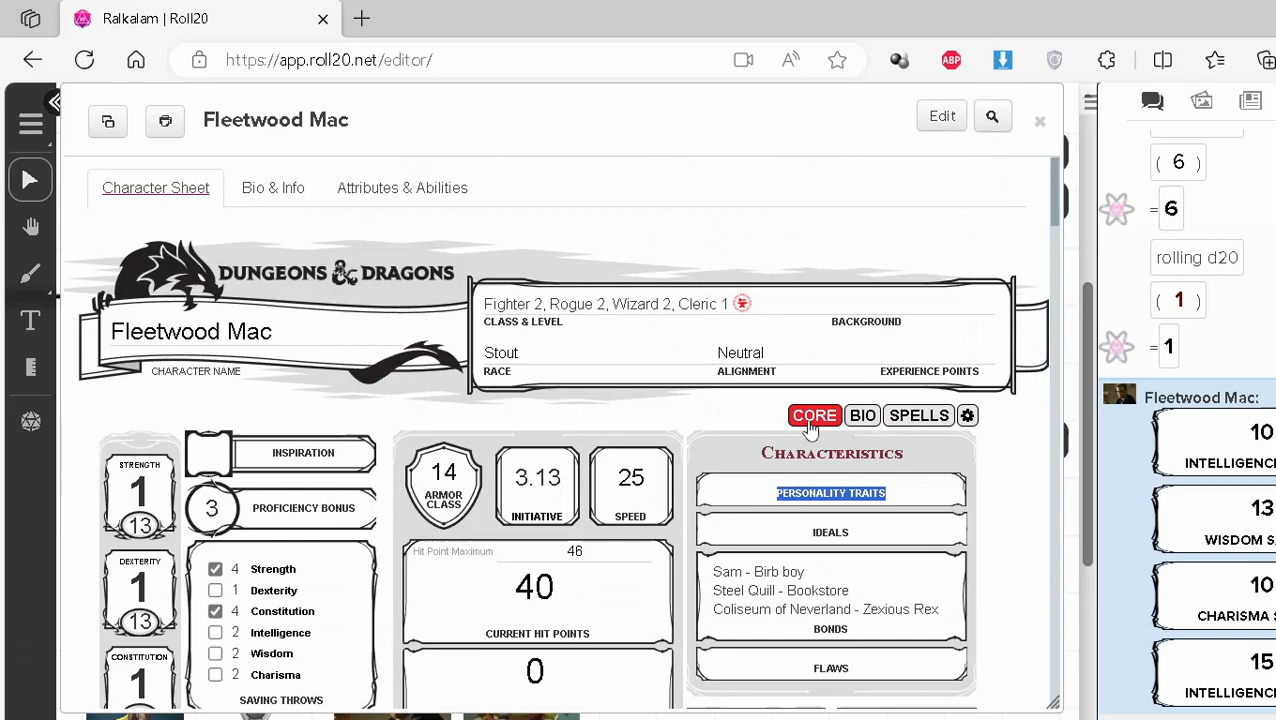 Ralkalam | Roll20
https://app.roll20.net/editor/
ABP
Fleetwood Mac
Edit
Character Sheet
Bio & Info
Attributes & Abilities
DUNGEONS & DRAGONS
Fleetwood Mac
CHARACTER NAME
Fighter 2, Rogue 2, Wizard 2, Cleric 1
CLASS & LEVEL
BACKGROUND
Stout
Neutral
RACE
ALIGNMENT
EXPERIENCE POINTS
CORE
BIO
SPELLS
STRENGTH
1
13
DEXTERITY
1
13
CONSTITUTION
1
INSPIRATION
3
PROFICIENCY BONUS
4 Strength
1 Dexterity
4 Constitution
2 Intelligence
2 Wisdom
2 Charisma
SAVING THROWS
14
ARMOR
CLASS
3.13
INITIATIVE
25
SPEED
Hit Point Maximum
46
40
CURRENT HIT POINTS
0
CHARACTERISTICS
PERSONALITY TRAITS
IDEALS
Sam - Birb boy
Steel Quill - Bookstore
Coliseum of Neverland - Zexious Rex
BONDS
FLAWS
( 6 )
= 6
rolling d20
( 1 )
= 1
Fleetwood Mac:
10
INTELLIGENC
13
WISDOM SA
10
CHARISMA S
15
INTELLIGENC